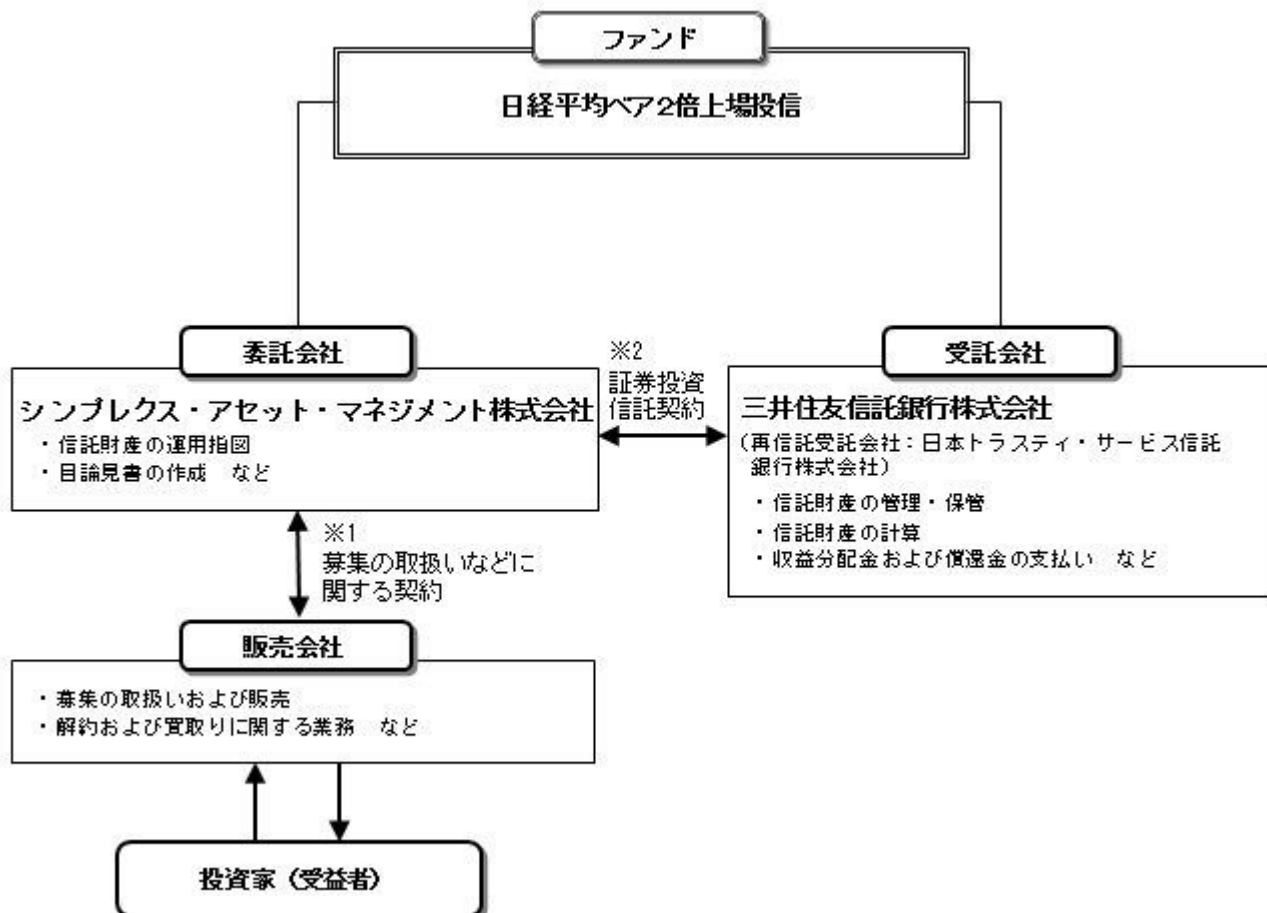 ファンド
日経平均ベア2倍上場投信
委託会社
シンプレクス・アセット・マネジメント株式会社
・信託財産の運用指図
・目論見書の作成　など
※2
証券投資
信託契約
受託会社
三井住友信託銀行株式会社
(再信託受託会社：日本トラスティ・サービス信託
銀行株式会社)
・信託財産の管理・保管
・信託財産の計算
・収益分配金および償還金の支払い　など
※1
募集の取扱いなどに
関する契約
販売会社
・募集の取扱いおよび販売
・解約および買取りに関する業務　など
投資家（受益者）